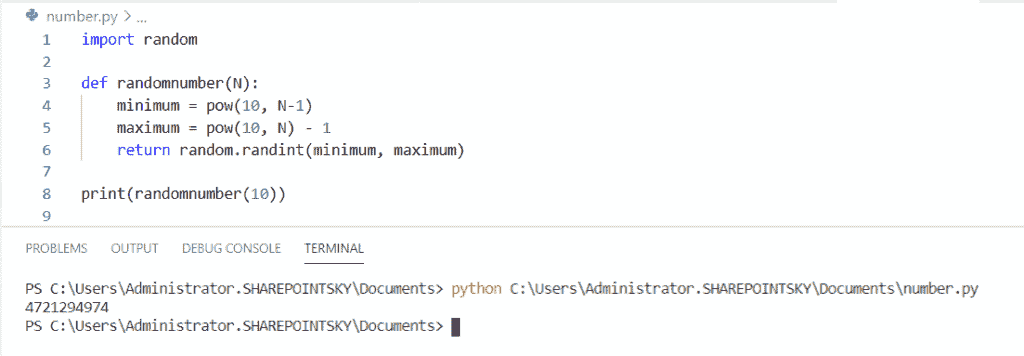 number.py > ...
1 import random
2
3 def randomnumber(N):
4     minimum = pow(10, N-1)
5     maximum = pow(10, N) - 1
6     return random.randint(minimum, maximum)
7
8 print(randomnumber(10))
9
PROBLEMS OUTPUT DEBUG CONSOLE TERMINAL
PS C:\Users\Administrator.SHAREPOINTSKY\Documents> python C:\Users\Administrator.SHAREPOINTSKY\Documents\number.py
4721294974
PS C:\Users\Administrator.SHAREPOINTSKY\Documents>